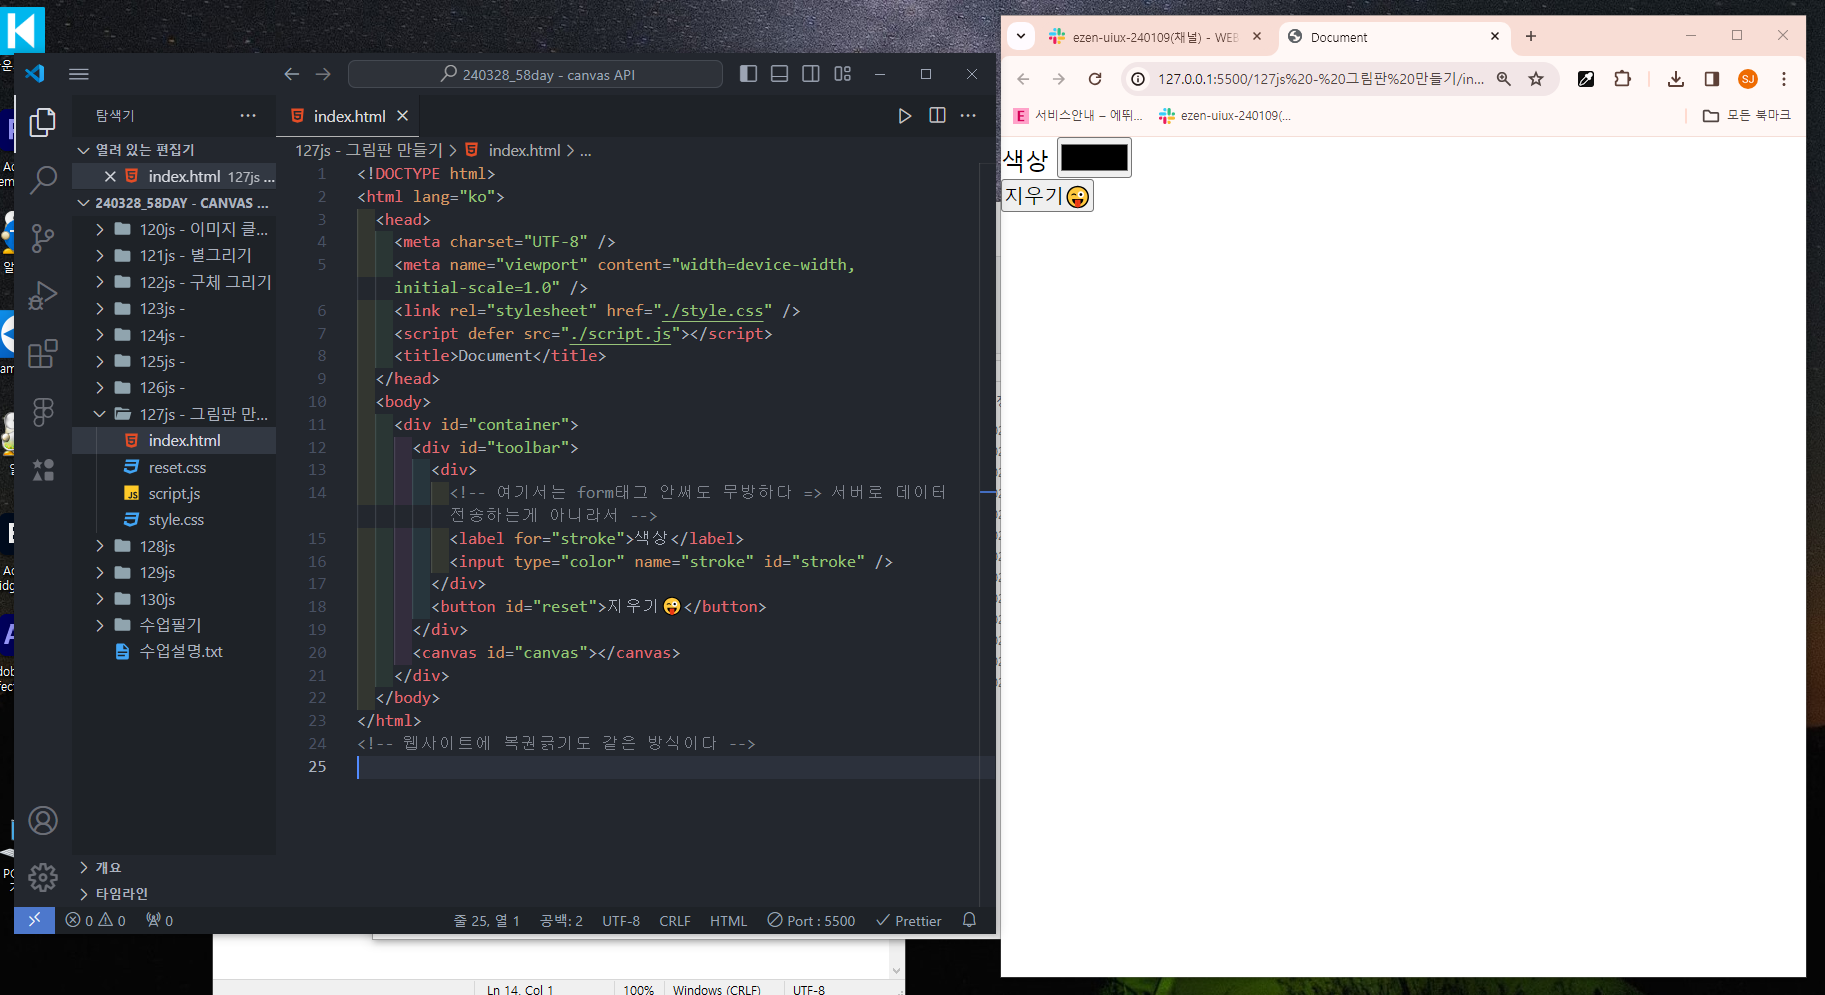 240328_58day - canvas API
탐색기
열려 있는 편집기
index.html 127js ...
240328_58DAY - CANVAS ...
120js - 이미지 클...
121js - 별그리기
122js - 구체 그리기
123js -
124js -
125js -
126js -
127js - 그림판 만...
index.html
reset.css
script.js
style.css
128js
129js
130js
수업필기
수업설명.txt
개요
타임라인
index.html
127js - 그림판 만들기 > index.html > ...
1 <!DOCTYPE html>
2 <html lang="ko">
3 <head>
4 <meta charset="UTF-8" />
5 <meta name="viewport" content="width=device-width,
initial-scale=1.0" />
6 <link rel="stylesheet" href="./style.css" />
7 <script defer src="./script.js"></script>
8 <title>Document</title>
9 </head>
10 <body>
11 <div id="container">
12 <div id="toolbar">
13 <div>
14 <!-- 여기서는 form태그 안써도 무방하다 => 서버로 데이터
전송하는게 아니라서 -->
15 <label for="stroke">색상</label>
16 <input type="color" name="stroke" id="stroke" />
17 </div>
18 <button id="reset">지우기😜</button>
19 </div>
20 <canvas id="canvas"></canvas>
21 </div>
22 </body>
23 </html>
24 <!-- 웹사이트에 복권긁기도 같은 방식이다 -->
25
0 0 0 줄 25, 열 1 공백: 2 UTF-8 CRLF HTML Port : 5500 Prettier
Ln 14, Col 1 100% Windows (CRLF) UTF-8
ezen-uiux-240109(채널) - WEB
Document
127.0.0.1:5500/127js%20-%20그림판%20만들기/in...
SJ
E 서비스안내 – 에뛰...
ezen-uiux-240109(...
모든 북마크
색상
지우기😜